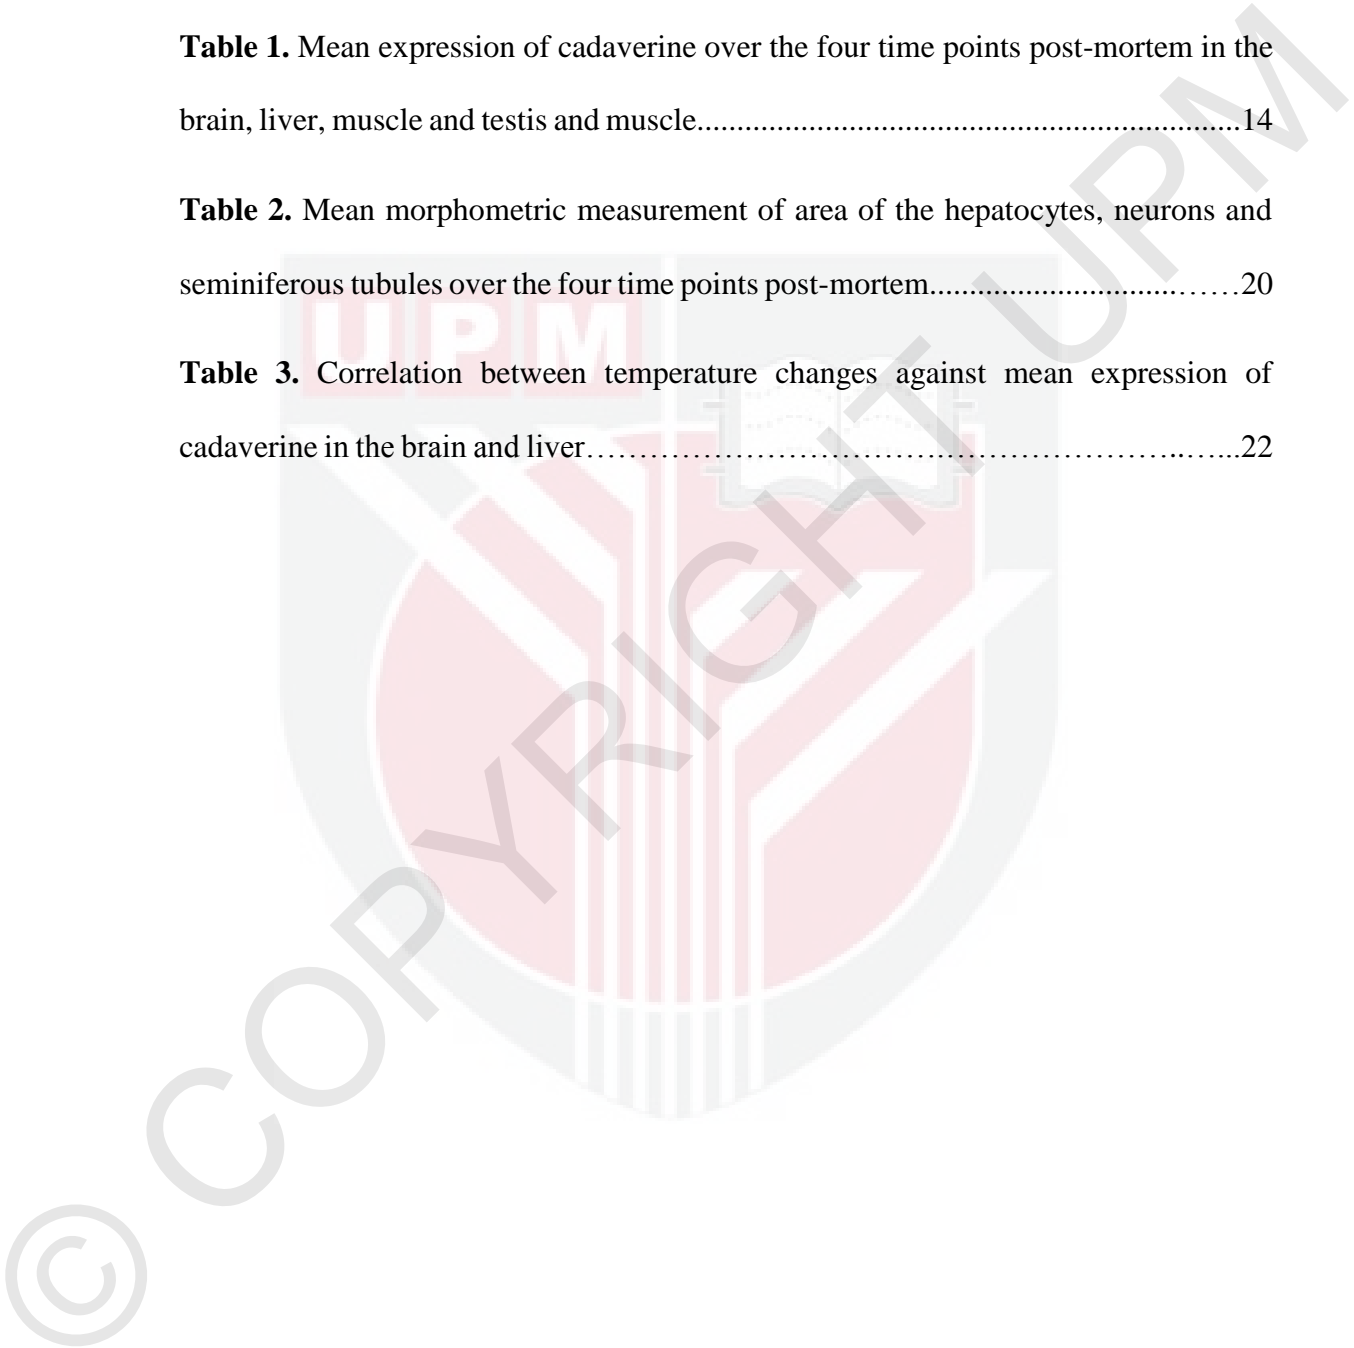 Table 1. Mean expression of cadaverine over the four time points post-mortem in the
brain, liver, muscle and testis and muscle.....................................................................14
Table 2. Mean morphometric measurement of area of the hepatocytes, neurons and
seminiferous tubules over the four time points post-mortem...............................……20
Table 3. Correlation between temperature changes against mean expression of
cadaverine in the brain and liver…………………………………………………..…...22
UPM
© COPYRIGHT UPM